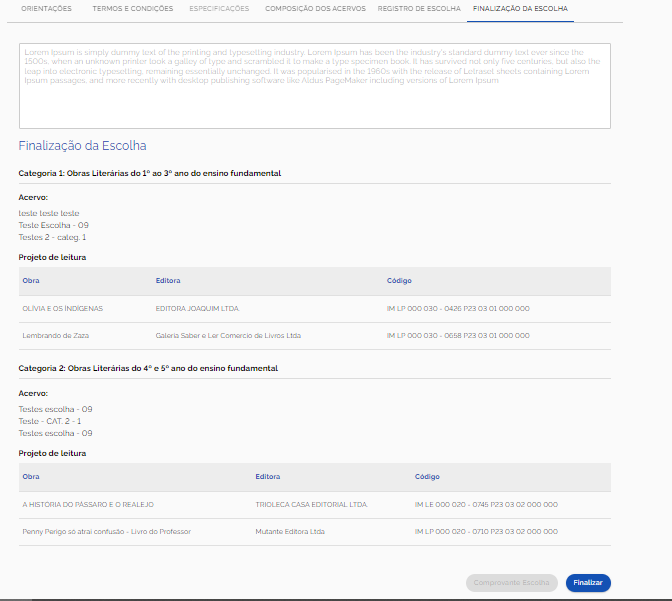 ORIENTAÇÕES TERMOS E CONDIÇÕES ESPECIFICAÇÕES COMPOSIÇÃO DOS ACERVOS REGISTRO DE ESCOLHA FINALIZAÇÃO DA ESCOLHA
Lorem Ipsum is simply dummy text of the printing and typesetting industry. Lorem Ipsum has been the industry's standard dummy text ever since the
1500s, when an unknown printer took a galley of type and scrambled it to make a type specimen book. It has survived not only five centuries, but also the
leap into electronic typesetting, remaining essentially unchanged. It was popularised in the 1960s with the release of Letraset sheets containing Lorem
Ipsum passages, and more recently with desktop publishing software like Aldus PageMaker including versions of Lorem Ipsum
Finalização da Escolha
Categoria 1: Obras Literárias do 1º ao 3º ano do ensino fundamental
Acervo:
teste teste teste
Teste Escolha - 09
Testes 2 - categ. 1
Projeto de leitura
Obra Editora Código
OLÍVIA E OS ÍNDÍGENAS EDITORA JOAQUIM LTDA. IM LP 000 030 - 0426 P23 03 01 000 000
Lembrando de Zaza Galeria Saber e Ler Comercio de Livros Ltda IM LP 000 030 - 0658 P23 03 01 000 000
Categoria 2: Obras Literárias do 4º e 5º ano do ensino fundamental
Acervo:
Testes escolha - 09
Teste - CAT. 2 - 1
Testes escolha - 09
Projeto de leitura
Obra Editora Código
A HISTÓRIA DO PÁSSARO E O REALEJO TRIOLECA CASA EDITORIAL LTDA. IM LE 000 020 - 0745 P23 03 02 000 000
Penny Perigo só atrai confusão - Livro do Professor Mutante Editora Ltda IM LP 000 020 - 0710 P23 03 02 000 000
Comprovante Escolha Finalizar